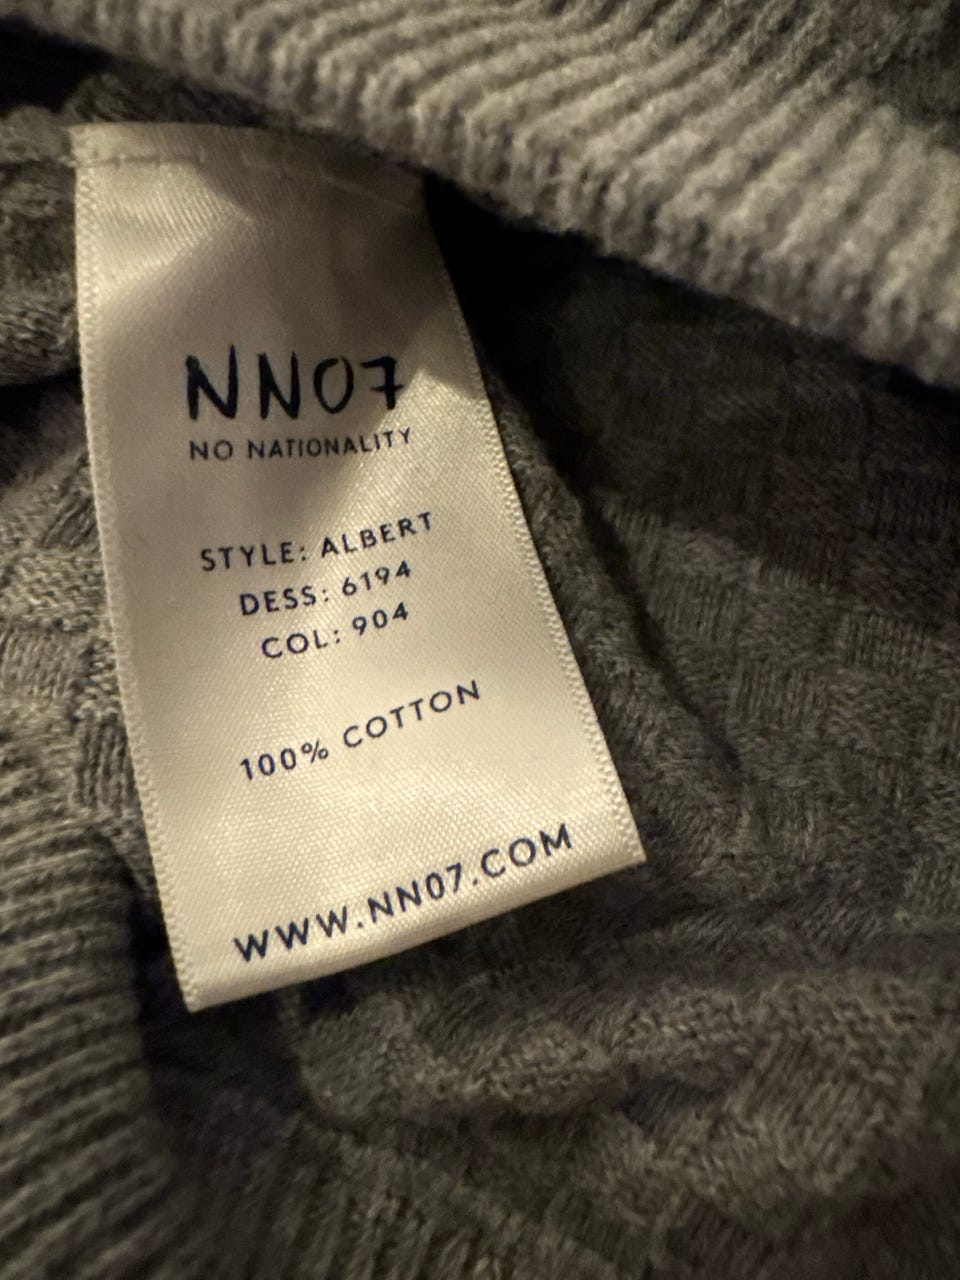 NN07
NO NATIONALITY
STYLE: ALBERT
DESS: 6194
COL: 904
100% COTTON
WWW.NN07.COM